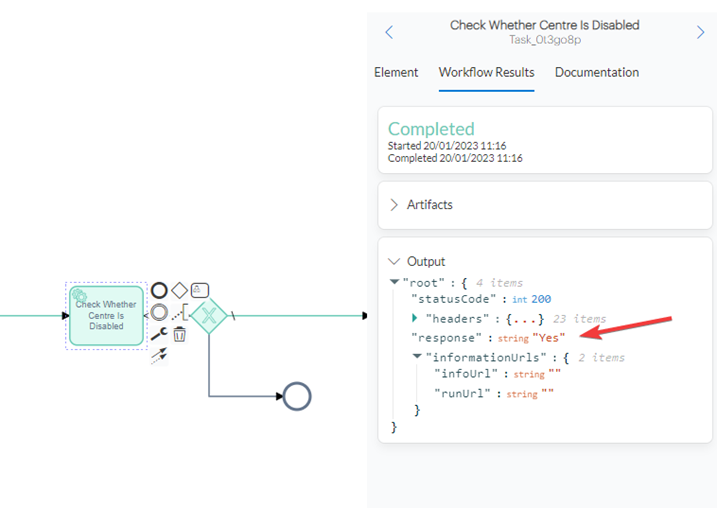 Check Whether Centre Is Disabled
Task_0t3go8p
Element Workflow Results Documentation
Completed
Started 20/01/2023 11:16
Completed 20/01/2023 11:16
Artifacts
Output
"root" : { 4 items
"statusCode" : int 200
"headers" : {...} 23 items
"response" : string "Yes"
"informationUrls" : { 2 items
"infoUrl" : string ""
"runUrl" : string ""
}
}
Check Whether
Centre Is
Disabled